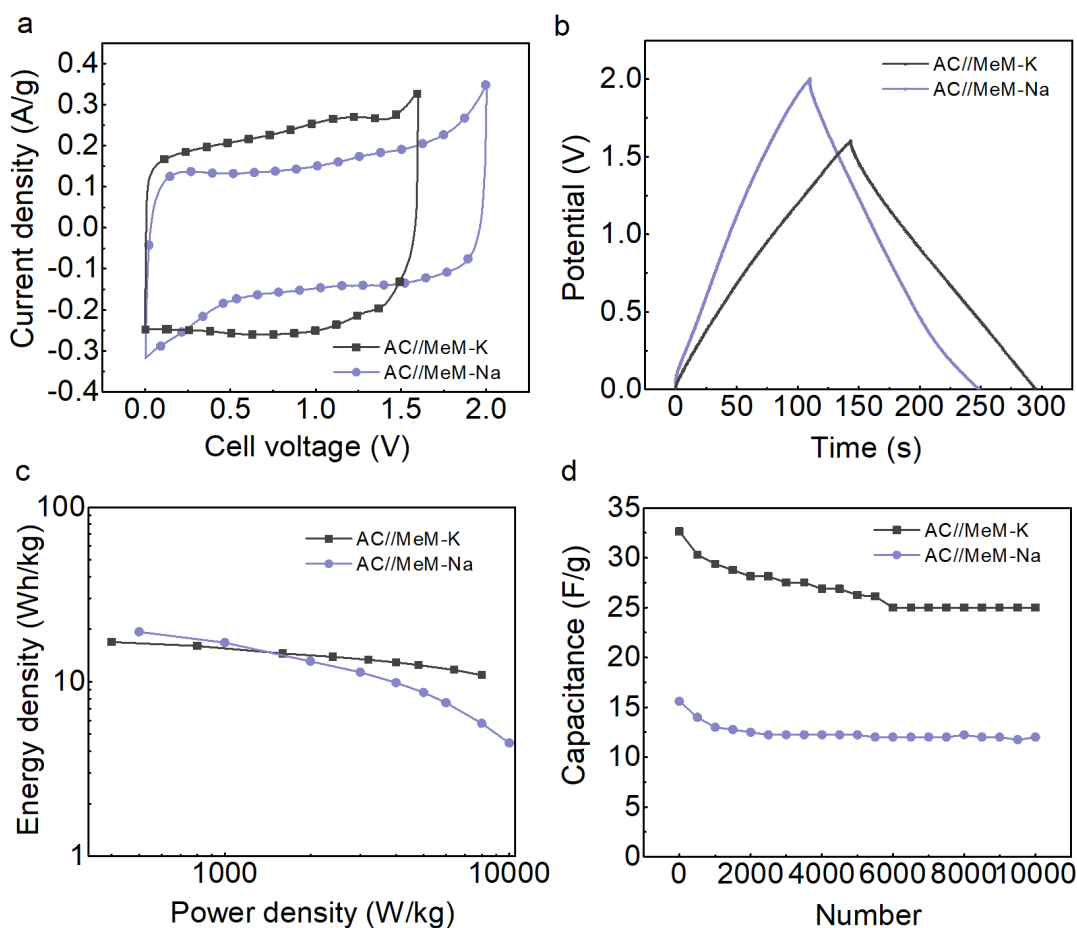 a
0.4
0.3
0.2
0.1
0.0
-0.1
-0.2
-0.3
-0.4
Current density (A/g)
AC//MeM-K
AC//MeM-Na
0.0 0.5 1.0 1.5 2.0
Cell voltage (V)
b
2.0
1.5
1.0
0.5
0.0
Potential (V)
AC//MeM-K
AC//MeM-Na
0 50 100 150 200 250 300
Time (s)
c
100
10
1
Energy density (Wh/kg)
AC//MeM-K
AC//MeM-Na
1000 10000
Power density (W/kg)
d
35
30
25
20
15
10
5
0
Capacitance (F/g)
AC//MeM-K
AC//MeM-Na
0 2000 4000 6000 8000 10000
Number